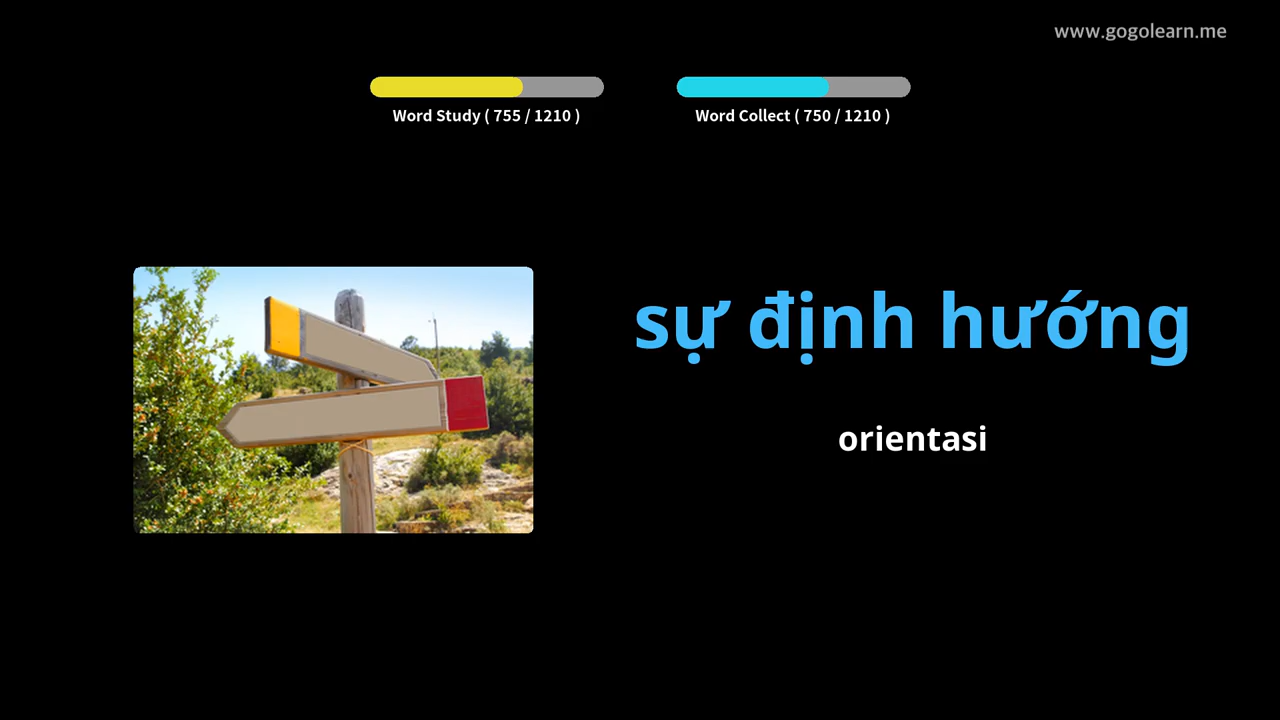 www.gogolearn.me
Word Study ( 755 / 1210 )
Word Collect ( 750 / 1210 )
sự định hướng
orientasi